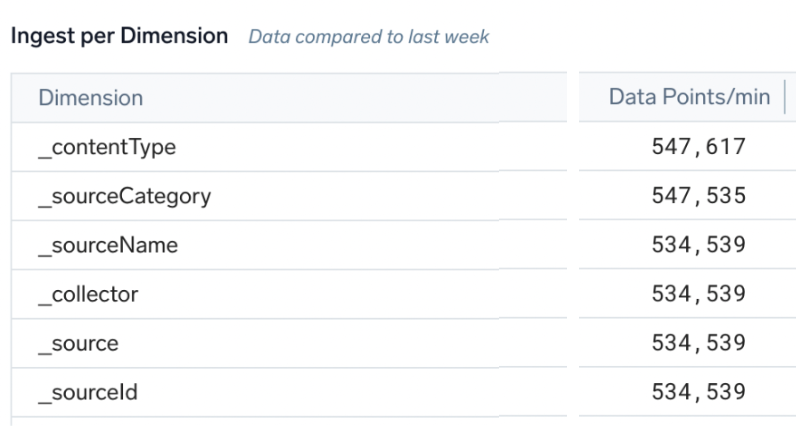 Ingest per Dimension Data compared to last week
Dimension Data Points/min
_contentType 547,617
_sourceCategory 547,535
_sourceName 534,539
_collector 534,539
_source 534,539
_sourceId 534,539